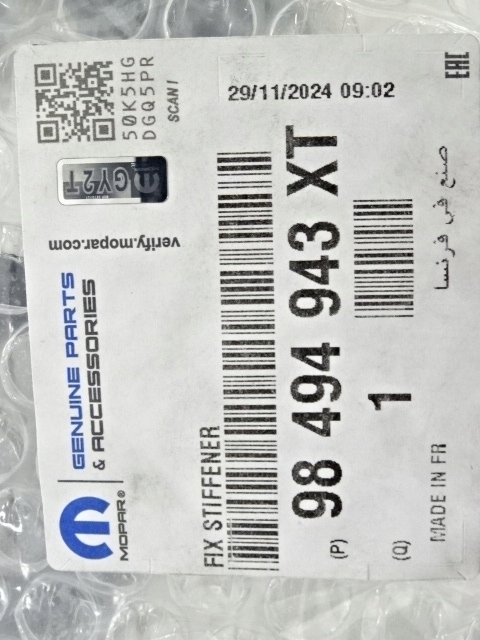 MOPAR®
GENUINE PARTS
& ACCESSORIES
verify.mopar.com
GY2T
50K5HG
DGQ5PR
SCAN!
FIX STIFFENER
29/11/2024 09:02
(P) 98 494 943 XT
(Q) 1
MADE IN FR
صنع في فرنسا
EAC